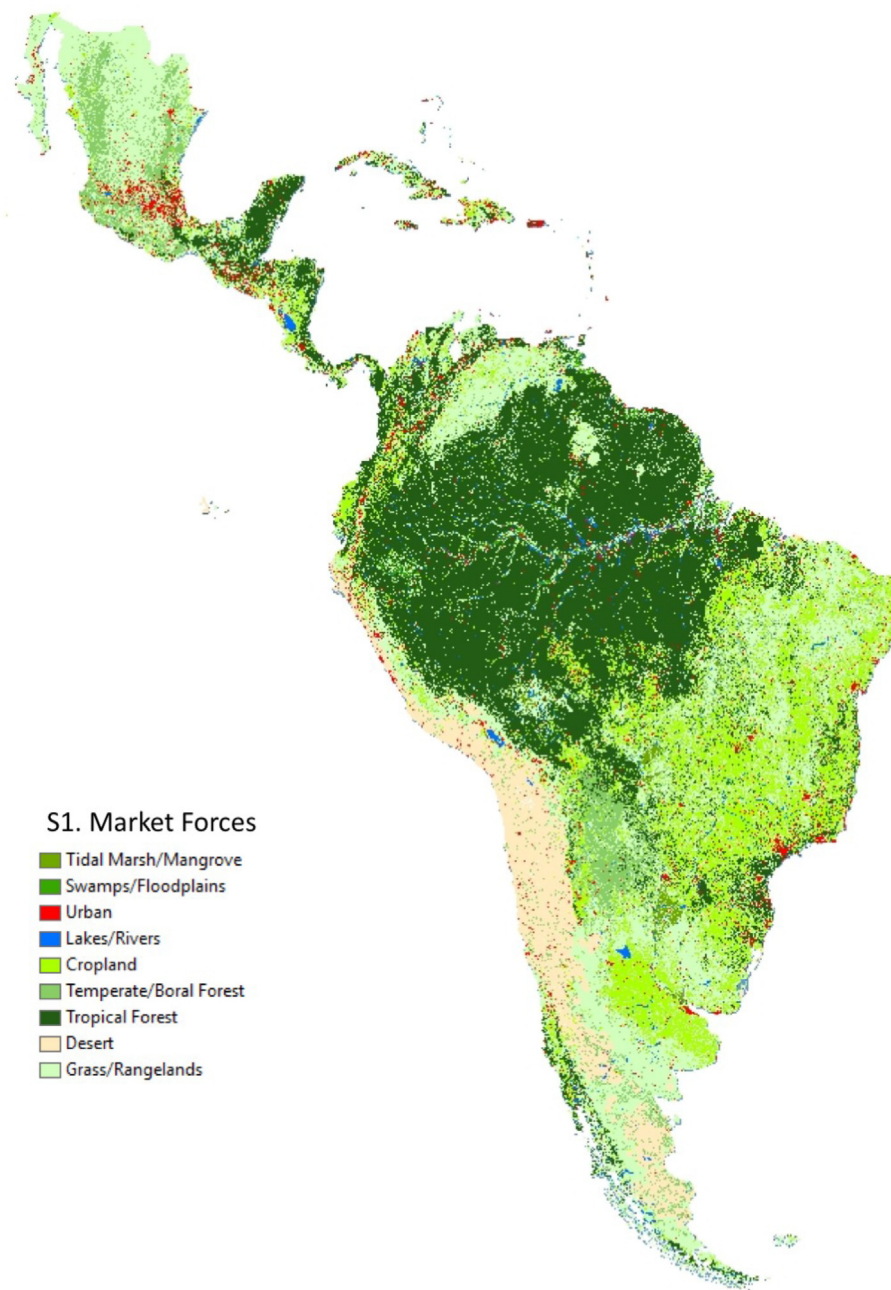 S1. Market Forces
Tidal Marsh/Mangrove
Swamps/Floodplains
Urban
Lakes/Rivers
Cropland
Temperate/Boral Forest
Tropical Forest
Desert
Grass/Rangelands